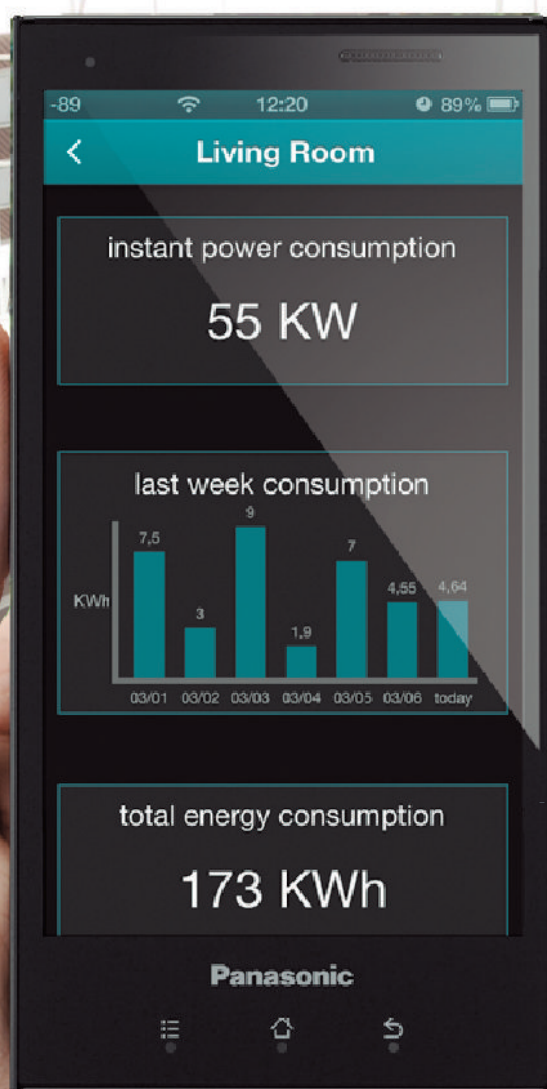 -89 12:20 89%
Living Room
instant power consumption
55 KW
last week consumption
KWh
7,5 3 9 1,9 7 4,55 4,64
03/01 03/02 03/03 03/04 03/05 03/06 today
total energy consumption
173 KWh
Panasonic